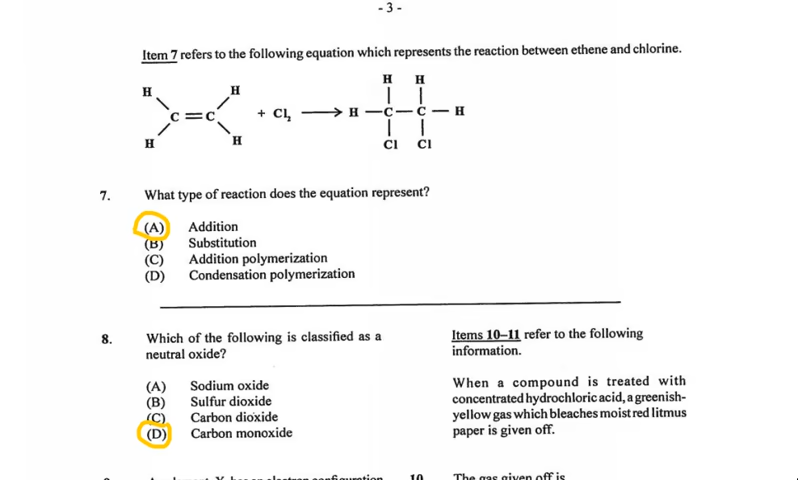 - 3 -
Item 7 refers to the following equation which represents the reaction between ethene and chlorine.
H H H H
C = C + Cl₂ ⟶ H — C — C — H
H H Cl Cl
7. What type of reaction does the equation represent?
(A) Addition
(B) Substitution
(C) Addition polymerization
(D) Condensation polymerization
8. Which of the following is classified as a
neutral oxide?
(A) Sodium oxide
(B) Sulfur dioxide
(C) Carbon dioxide
(D) Carbon monoxide
Items 10–11 refer to the following
information.
When a compound is treated with
concentrated hydrochloric acid, a greenish-
yellow gas which bleaches moist red litmus
paper is given off.
10. The gas given off is